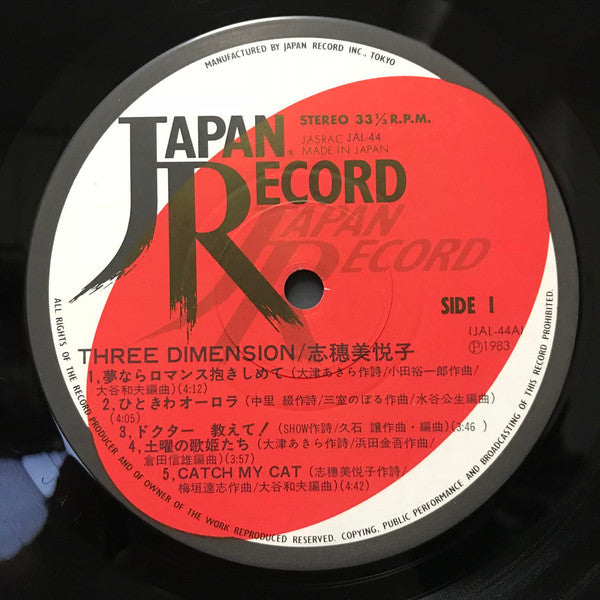 MANUFACTURED BY JAPAN RECORD INC., TOKYO
JAPAN
RECORD
STEREO 33 1/3 R.P.M.
JASRAC JAL-44
MADE IN JAPAN
JAPAN
RECORD
SIDE 1
(JAL-44A)
Ⓟ1983
THREE DIMENSION/志穂美悦子
1,夢ならロマンス抱きしめて(大津あきら作詩/小田裕一郎作曲/
大谷和夫編曲)(4:12)
2,ひときわオーロラ(中里 綴作詩/三室のぼる作曲/水谷公生編曲)
(4:05)
3,ドクター 教えて!(SHOW作詩/久石 譲作曲・編曲)(3:46)
4,土曜の歌姫たち(大津あきら作詩/浜田金吾作曲/
倉田信雄編曲)(3:57)
5,CATCH MY CAT(志穂美悦子作詩/
梅垣達志作曲/大谷和夫編曲)(4:42)
ALL RIGHTS OF THE RECORD PRODUCER AND OF OWNER OF THE WORK REPRODUCED RESERVED. COPYING, PUBLIC PERFORMANCE AND BROADCASTING OF THIS RECORD PROHIBITED.